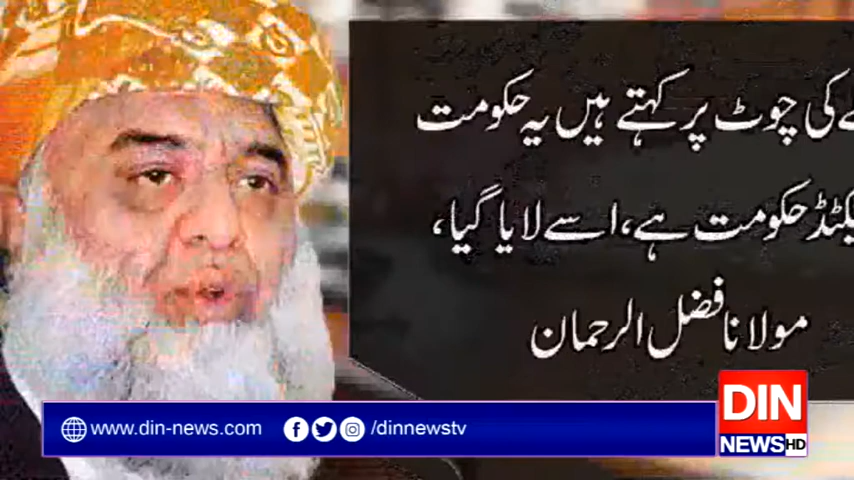 کی چوٹ پر کہتے ہیں یہ حکومت
حکومت ہے، اسے لایا گیا،
مولانا فضل الرحمان
www.din-news.com
/dinnewstv
DIN
NEWS HD